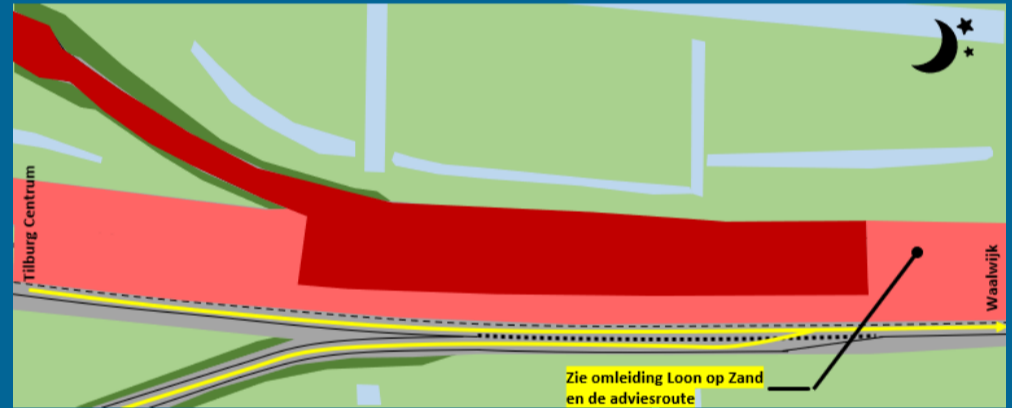 Tilburg Centrum
Waalwijk
Zie omleiding Loon op Zand
en de adviesroute